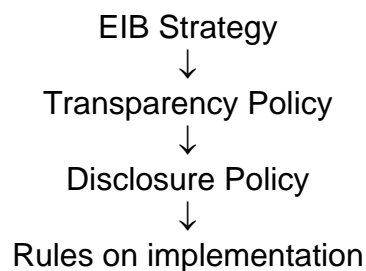 EIB Strategy
↓
Transparency Policy
↓
Disclosure Policy
↓
Rules on implementation